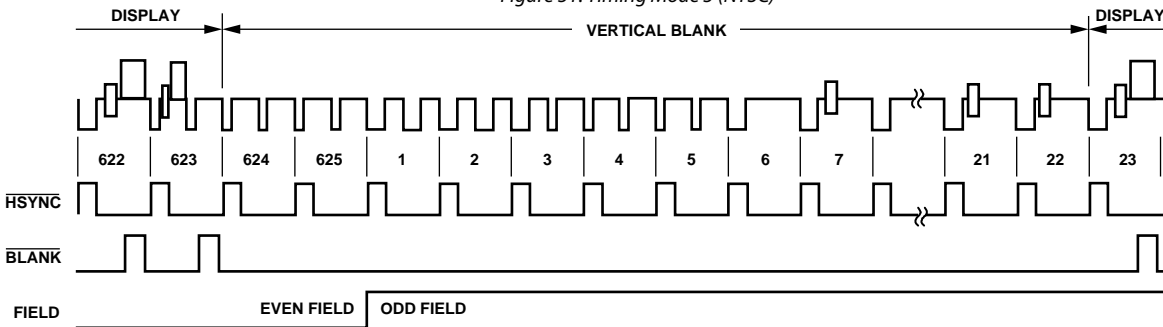 Figure 51. Timing Mode 3 (NTSC)
DISPLAY
VERTICAL BLANK
DISPLAY
622 623 624 625 1 2 3 4 5 6 7 21 22 23
HSYNC
BLANK
FIELD EVEN FIELD ODD FIELD